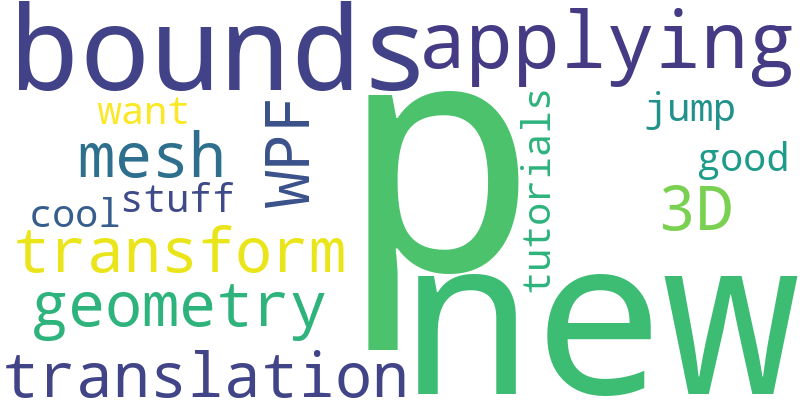 bounds
applying
want
WPF
p
tutorials
jump
mesh
good
stuff
cool
3D
transform
new
geometry
translation